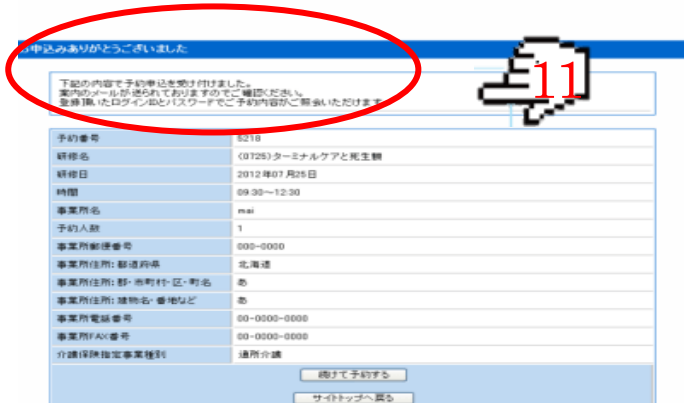 お申込みありがとうございました
11
下記の内容で予約申込を受け付けました。
案内のメールが送られておりますのでご確認ください。
登録頂いたログインIDとパスワードでご予約内容がご照会いただけます
予約番号 5218
研修名 (0725)ターミナルケアと死生観
研修日 2012年07月25日
時間 09:30～12:30
事業所名 mai
予約人数 1
事業所郵便番号 000-0000
事業所住所：都道府県 北海道
事業所住所：郡・市町村・区・町名 あ
事業所住所：建物名・番地など あ
事業所電話番号 00-0000-0000
事業所FAX番号 00-0000-0000
介護保険指定事業種別 通所介護
続けて予約する
サイトトップへ戻る